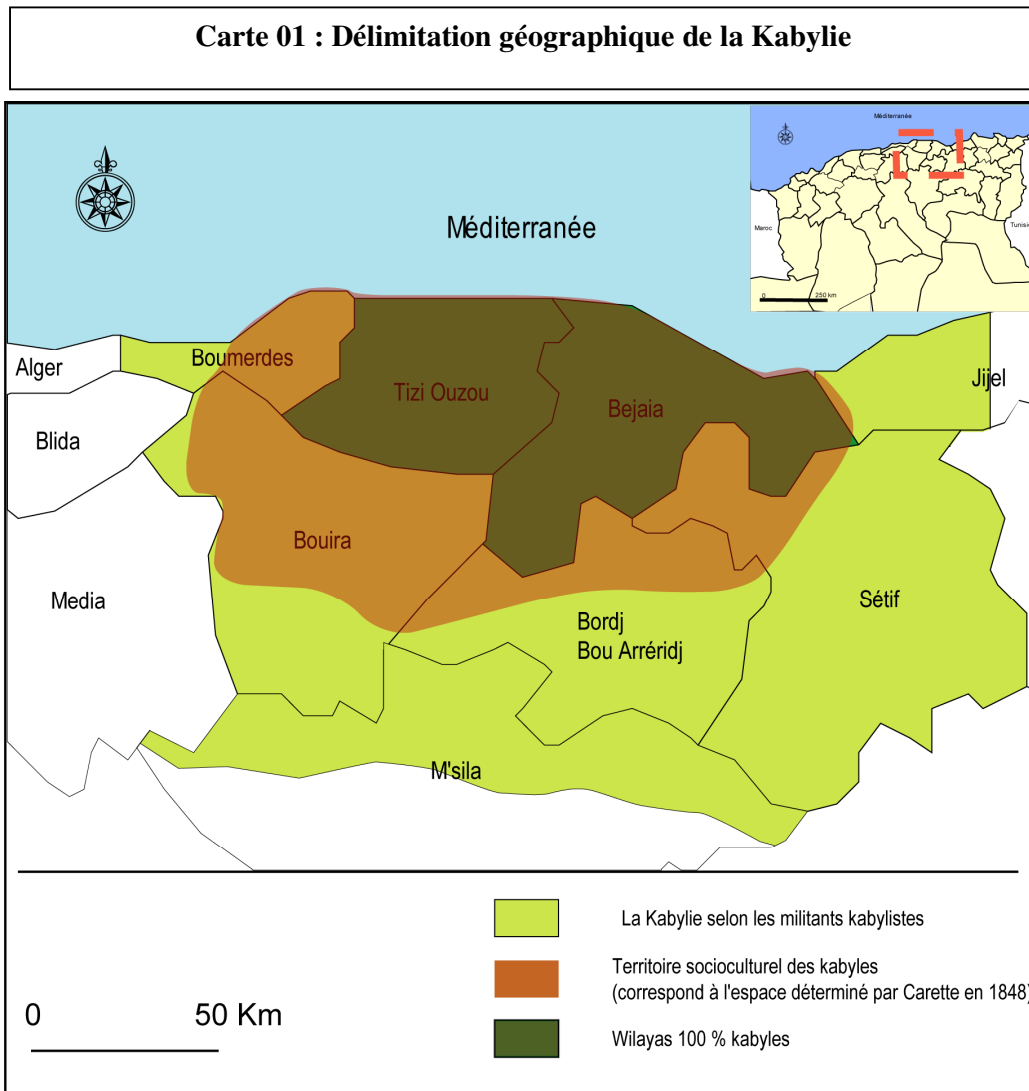 Carte 01 : Délimitation géographique de la Kabylie
Méditerranée
Maroc
Tunisie
0 250 km
Méditerranée
Alger
Boumerdes
Tizi Ouzou
Bejaia
Jijel
Blida
Bouira
Media
Sétif
Bordj
Bou Arréridj
M'sila
La Kabylie selon les militants kabylistes
Territoire socioculturel des kabyles
(correspond à l'espace déterminé par Carette en 1848)
Wilayas 100 % kabyles
0 50 Km